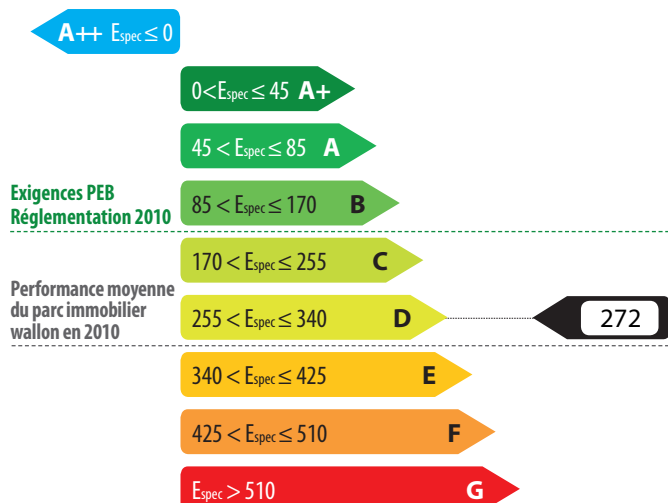 A++ Espec ≤ 0
0<Espec ≤ 45 A+
45 < Espec ≤ 85 A
Exigences PEB
Réglementation 2010
85 < Espec ≤ 170 B
170 < Espec ≤ 255 C
Performance moyenne
du parc immobilier
wallon en 2010
255 < Espec ≤ 340 D
272
340 < Espec ≤ 425 E
425 < Espec ≤ 510 F
Espec > 510 G